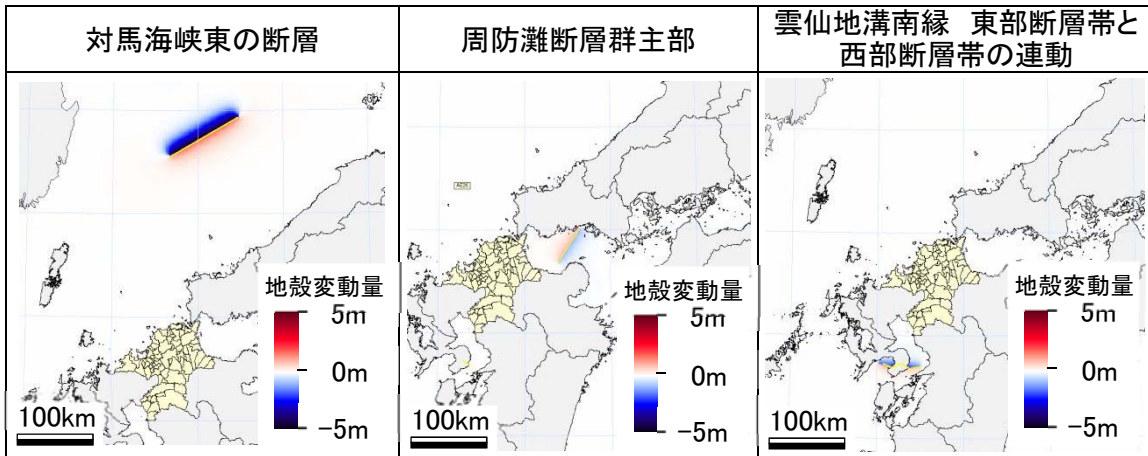 対馬海峡東の断層
周防灘断層群主部
雲仙地溝南縁 東部断層帯と
西部断層帯の連動
地殻変動量
5m
0m
-5m
100km
地殻変動量
5m
0m
-5m
100km
地殻変動量
5m
0m
-5m
100km